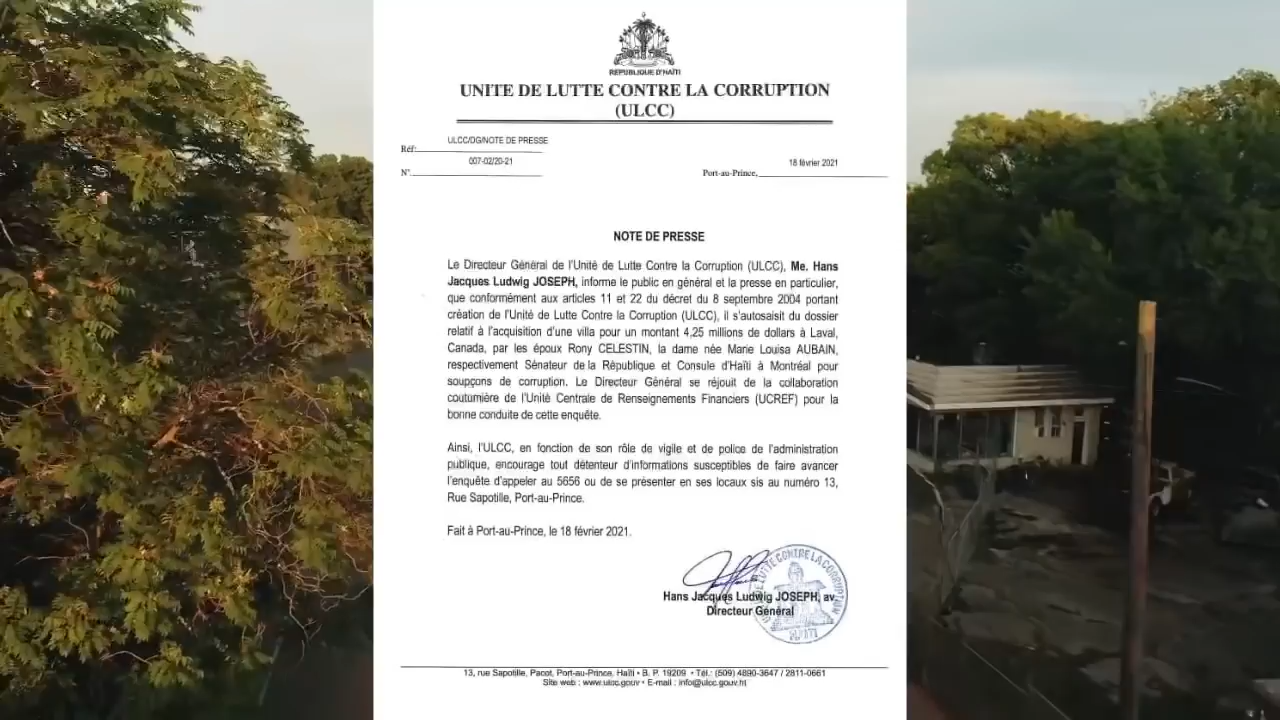 REPUBLIQUE D'HAÏTI
UNITE DE LUTTE CONTRE LA CORRUPTION
(ULCC)
ULCC/DG/NOTE DE PRESSE
Réf:
007-02/20-21
18 février 2021
N°.
Port-au-Prince,
NOTE DE PRESSE
Le Directeur Général de l'Unité de Lutte Contre la Corruption (ULCC), Me. Hans
Jacques Ludwig JOSEPH, informe le public en général et la presse en particulier,
que conformément aux articles 11 et 22 du décret du 8 septembre 2004 portant
création de l'Unité de Lutte Contre la Corruption (ULCC), il s'autosaisit du dossier
relatif à l'acquisition d'une villa pour un montant 4,25 millions de dollars à Laval,
Canada, par les époux Rony CELESTIN, la dame née Marie Louisa AUBAIN,
respectivement Sénateur de la République et Consule d'Haïti à Montréal pour
soupçons de corruption. Le Directeur Général se réjouit de la collaboration
coutumière de l'Unité Centrale de Renseignements Financiers (UCREF) pour la
bonne conduite de cette enquête.
Ainsi, l'ULCC, en fonction de son rôle de vigile et de police de l'administration
publique, encourage tout détenteur d'informations susceptibles de faire avancer
l'enquête d'appeler au 5656 ou de se présenter en ses locaux sis au numéro 13,
Rue Sapotille, Port-au-Prince.
Fait à Port-au-Prince, le 18 février 2021.
LUTTE CONTRE LA CORRUPTION
HAITI
Hans Jacques Ludwig JOSEPH, av.
Directeur Général
13, rue Sapotille, Pacot, Port-au-Prince, Haïti • B. P. 19209 • Tél.: (509) 4890-3647 / 2811-0661
Site web : www.ulcc.gouv • E-mail : info@ulcc.gouv.ht